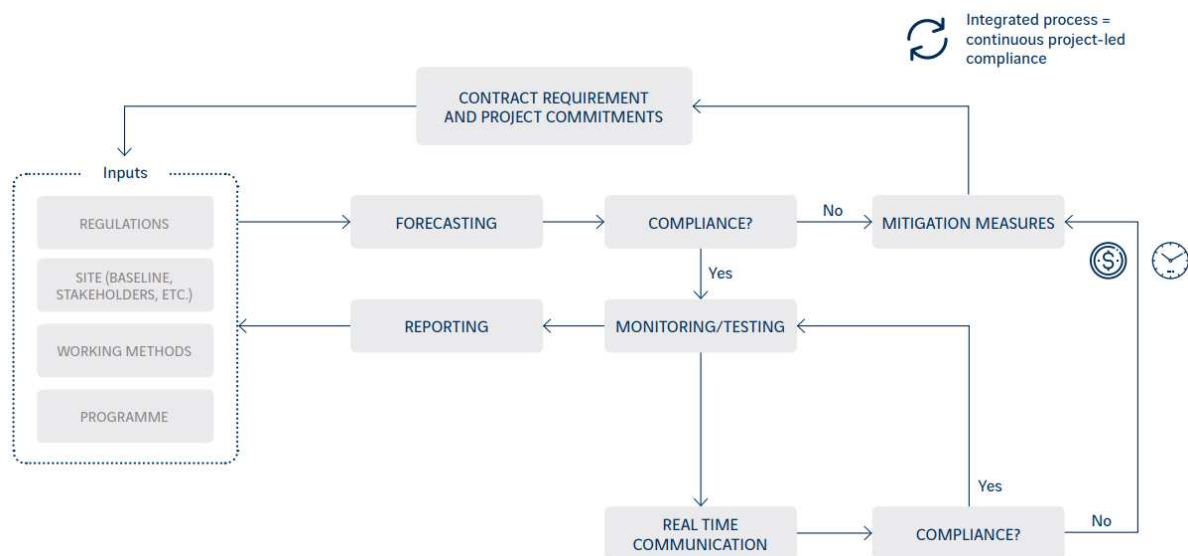 Integrated process =
continuous project-led
compliance
CONTRACT REQUIREMENT
AND PROJECT COMMITMENTS
Inputs
REGULATIONS
SITE (BASELINE,
STAKEHOLDERS, ETC.)
WORKING METHODS
PROGRAMME
FORECASTING
COMPLIANCE?
No
MITIGATION MEASURES
Yes
REPORTING
MONITORING/TESTING
$
REAL TIME
COMMUNICATION
COMPLIANCE?
Yes
No